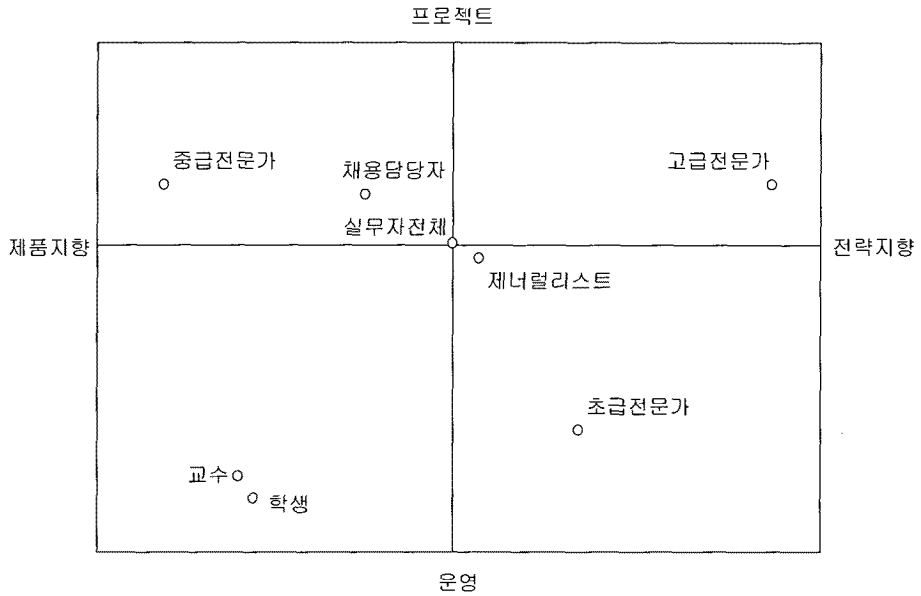 프로젝트
중급전문가
채용담당자
고급전문가
실무자전체
제품지향
전략지향
제너럴리스트
초급전문가
교수
학생
운영